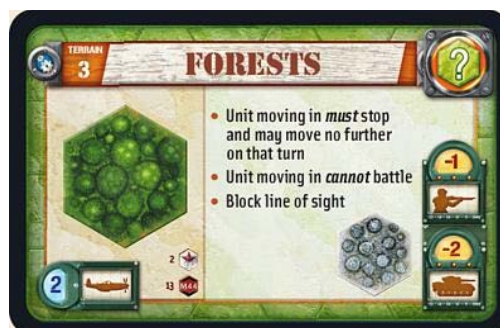 TERRAIN
3
FORESTS
?
• Unit moving in must stop
and may move no further
on that turn
• Unit moving in cannot battle
• Block line of sight
-1
-2
2
13 M44
2